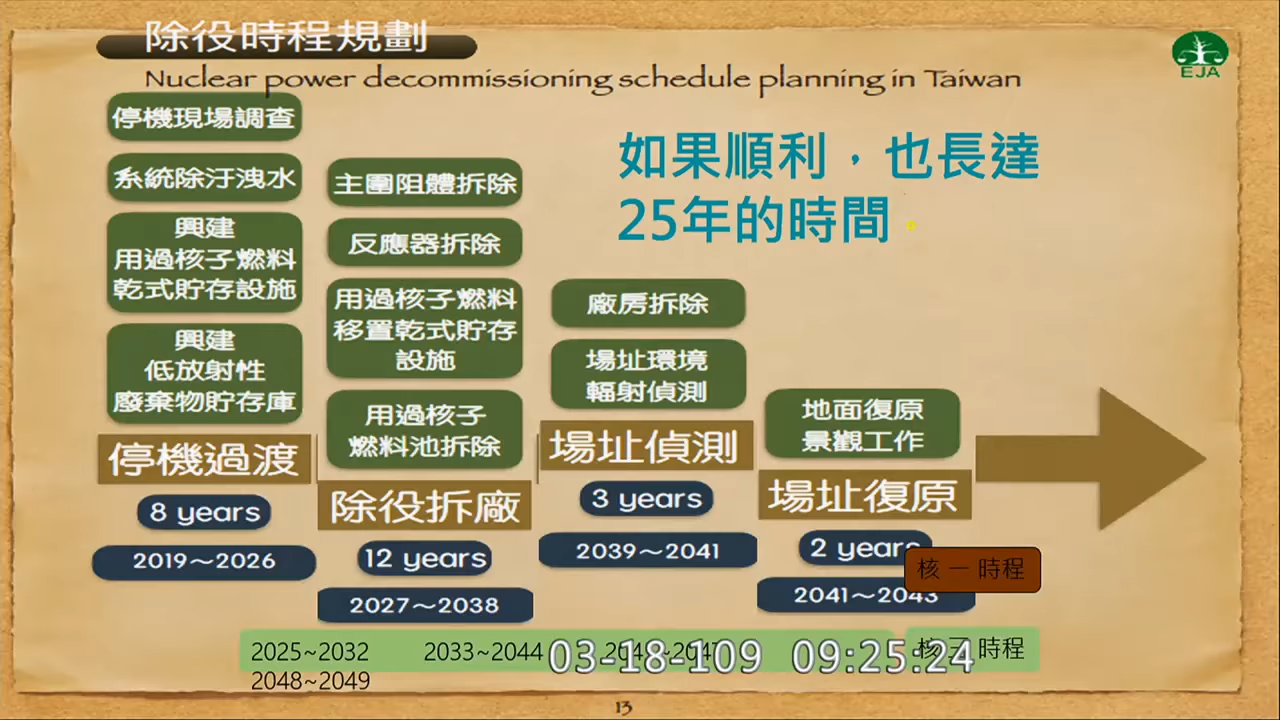 除役時程規劃
Nuclear power decommissioning schedule planning in Taiwan
EJA
如果順利，也長達
25年的時間。
停機現場調查
系統除汙洩水
興建
用過核子燃料
乾式貯存設施
興建
低放射性
廢棄物貯存庫
停機過渡
8 years
2019～2026
主圍阻體拆除
反應器拆除
用過核子燃料
移置乾式貯存
設施
用過核子
燃料池拆除
除役拆廠
12 years
2027～2038
廠房拆除
場址環境
輻射偵測
場址偵測
3 years
2039～2041
地面復原
景觀工作
場址復原
2 years
2041～2043
核 一 時程
2025~2032 2033~2044
時程
2048~2049
03-18-109 09:25:24
13